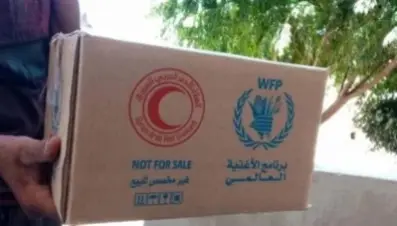 WFP
NOT FOR SALE
غير مخصص للبيع
برنامج الأغذية
العالمي